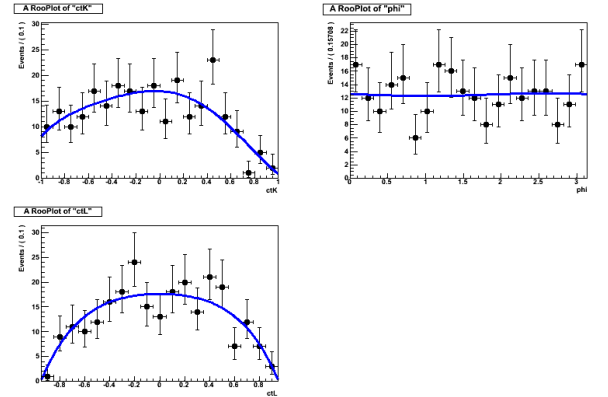 A RooPlot of "ctK"
Events / ( 0.1 )
30
25
20
15
10
5
0
-1 -0.8 -0.6 -0.4 -0.2 -0 0.2 0.4 0.6 0.8 1
ctK
A RooPlot of "phi"
Events / ( 0.15708 )
22
20
18
16
14
12
10
8
6
4
2
0
0 0.5 1 1.5 2 2.5 3
phi
A RooPlot of "ctL"
Events / ( 0.1 )
30
25
20
15
10
5
0
-0.8 -0.6 -0.4 -0.2 0 0.2 0.4 0.6 0.8
ctL